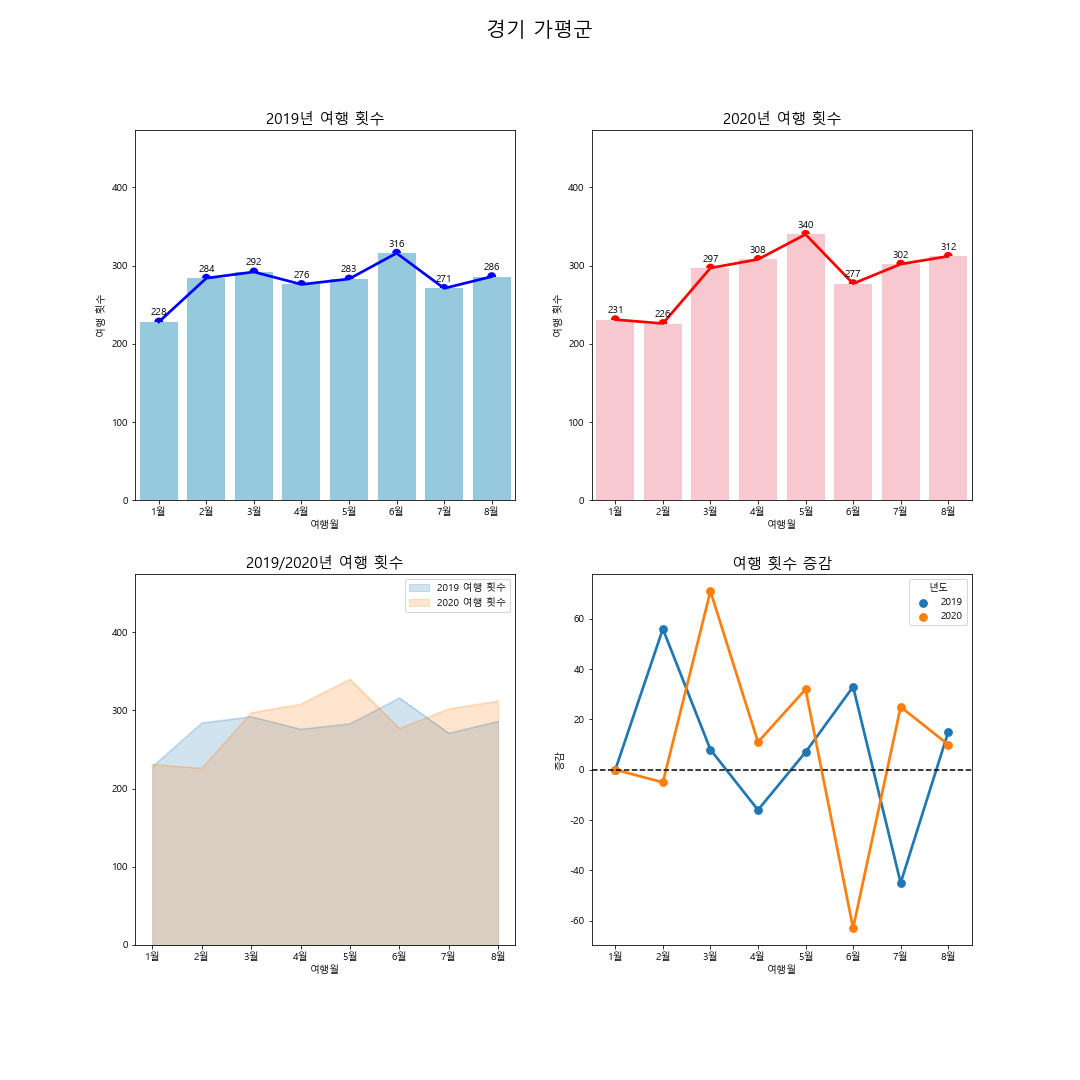 경기 가평군
2019년 여행 횟수
여행 횟수
400
300
200
100
0
228
284
292
276
283
316
271
286
1월 2월 3월 4월 5월 6월 7월 8월
여행월
2020년 여행 횟수
여행 횟수
400
300
200
100
0
231
226
297
308
340
277
302
312
1월 2월 3월 4월 5월 6월 7월 8월
여행월
2019/2020년 여행 횟수
2019 여행 횟수
2020 여행 횟수
400
300
200
100
0
1월 2월 3월 4월 5월 6월 7월 8월
여행월
여행 횟수 증감
년도
2019
2020
증감
60
40
20
0
-20
-40
-60
1월 2월 3월 4월 5월 6월 7월 8월
여행월